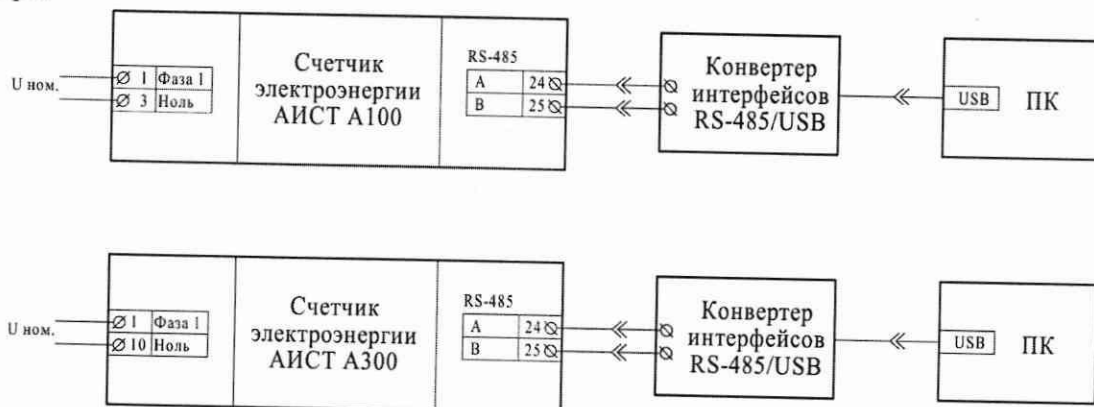 U ном.
1 Фаза 1
3 Ноль
Счетчик
электроэнергии
АИСТ А100
RS-485
A 24
B 25
Конвертер
интерфейсов
RS-485/USB
USB
ПК
U ном.
1 Фаза 1
10 Ноль
Счетчик
электроэнергии
АИСТ А300
RS-485
A 24
B 25
Конвертер
интерфейсов
RS-485/USB
USB
ПК